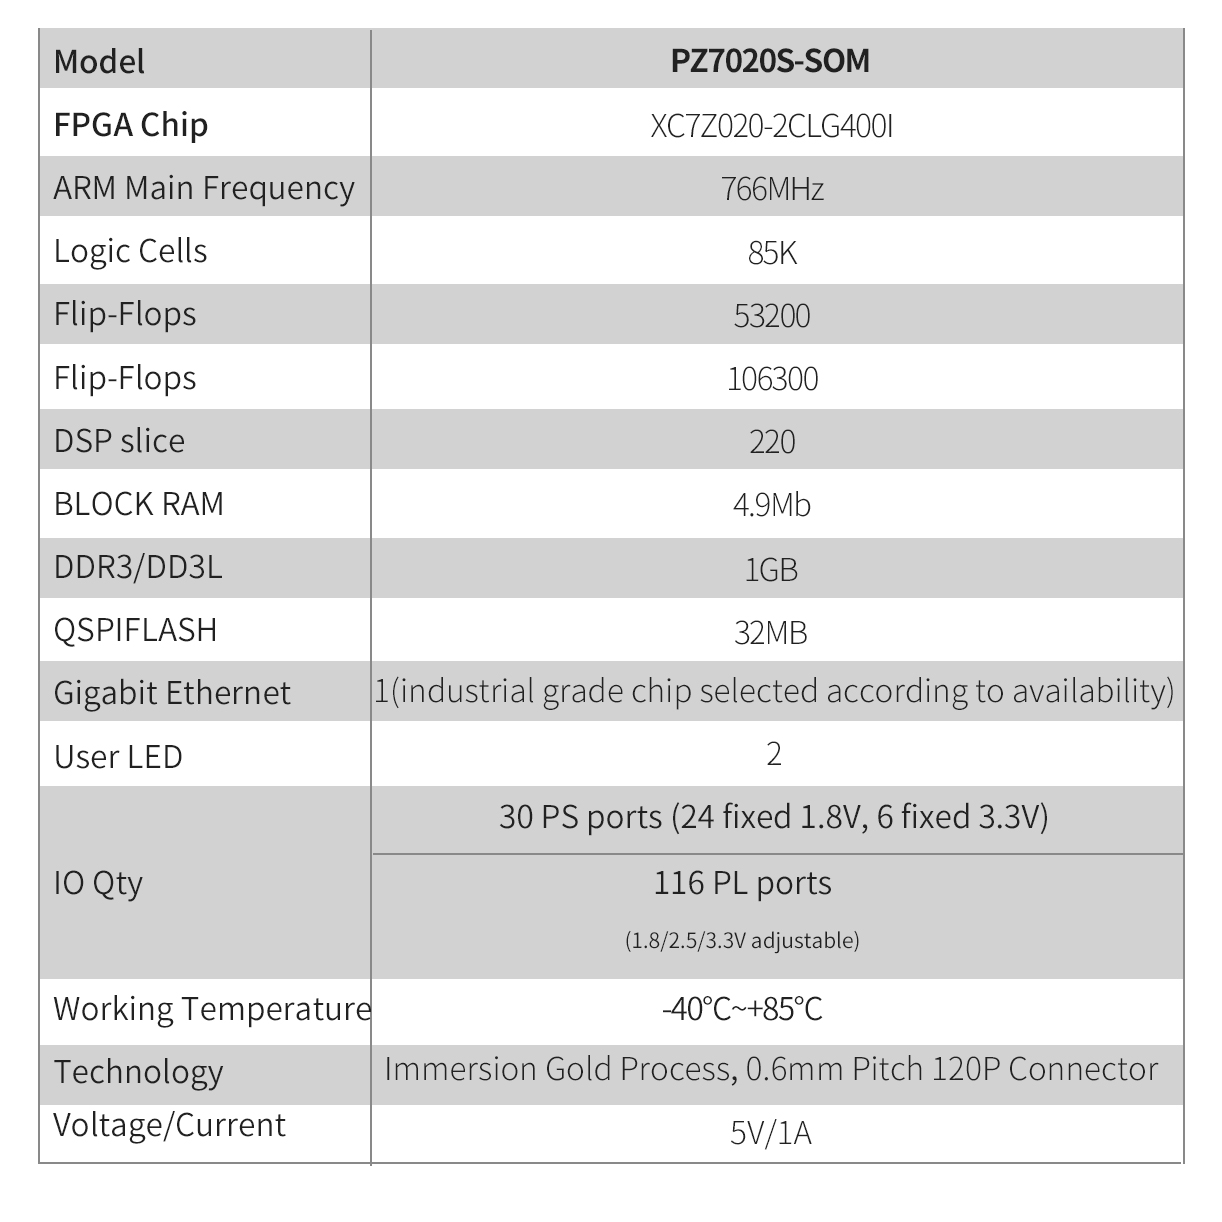 Model PZ7020S-SOM
FPGA Chip XC7Z020-2CLG400I
ARM Main Frequency 766MHz
Logic Cells 85K
Flip-Flops 53200
Flip-Flops 106300
DSP slice 220
BLOCK RAM 4.9Mb
DDR3/DD3L 1GB
QSPIFLASH 32MB
Gigabit Ethernet 1(industrial grade chip selected according to availability)
User LED 2
IO Qty 30 PS ports (24 fixed 1.8V, 6 fixed 3.3V)
116 PL ports
(1.8/2.5/3.3V adjustable)
Working Temperature -40℃~+85℃
Technology Immersion Gold Process, 0.6mm Pitch 120P Connector
Voltage/Current 5V/1A